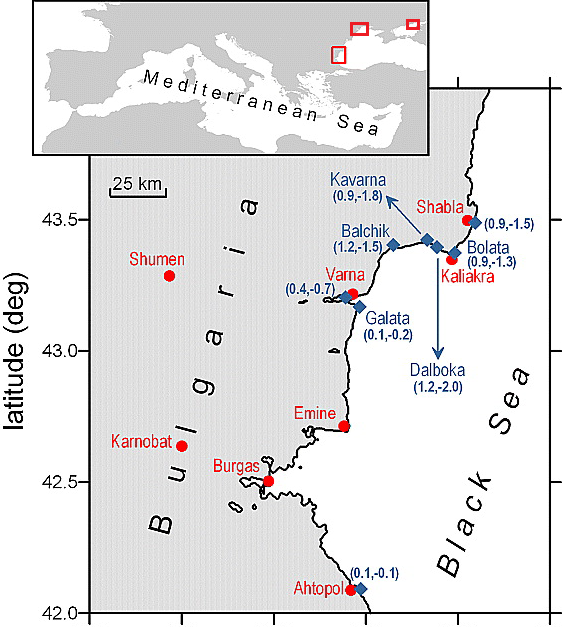 Mediterranean Sea
25 km
Bulgaria
Kavarna
(0.9,-1.8)
Shabla
(0.9,-1.5)
43.5
Balchik
(1.2,-1.5)
Bolata
(0.9,-1.3)
Shumen
Varna
Kaliakra
(0.4,-0.7)
Galata
(0.1,-0.2)
latitude (deg)
43.0
Dalboka
(1.2,-2.0)
Emine
Karnobat
Burgas
42.5
Black Sea
(0.1,-0.1)
Ahtopol
42.0